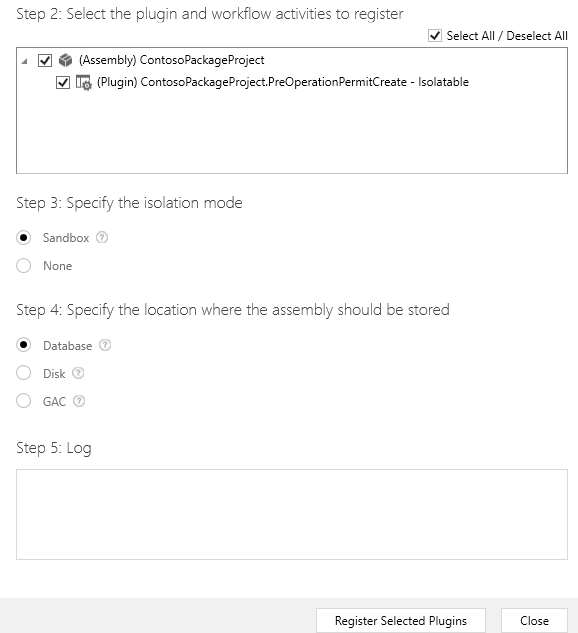 Step 2: Select the plugin and workflow activities to register
Select All / Deselect All
(Assembly) ContosoPackageProject
(Plugin) ContosoPackageProject.PreOperationPermitCreate - Isolatable
Step 3: Specify the isolation mode
Sandbox ?
None
Step 4: Specify the location where the assembly should be stored
Database ?
Disk ?
GAC ?
Step 5: Log
Register Selected Plugins Close